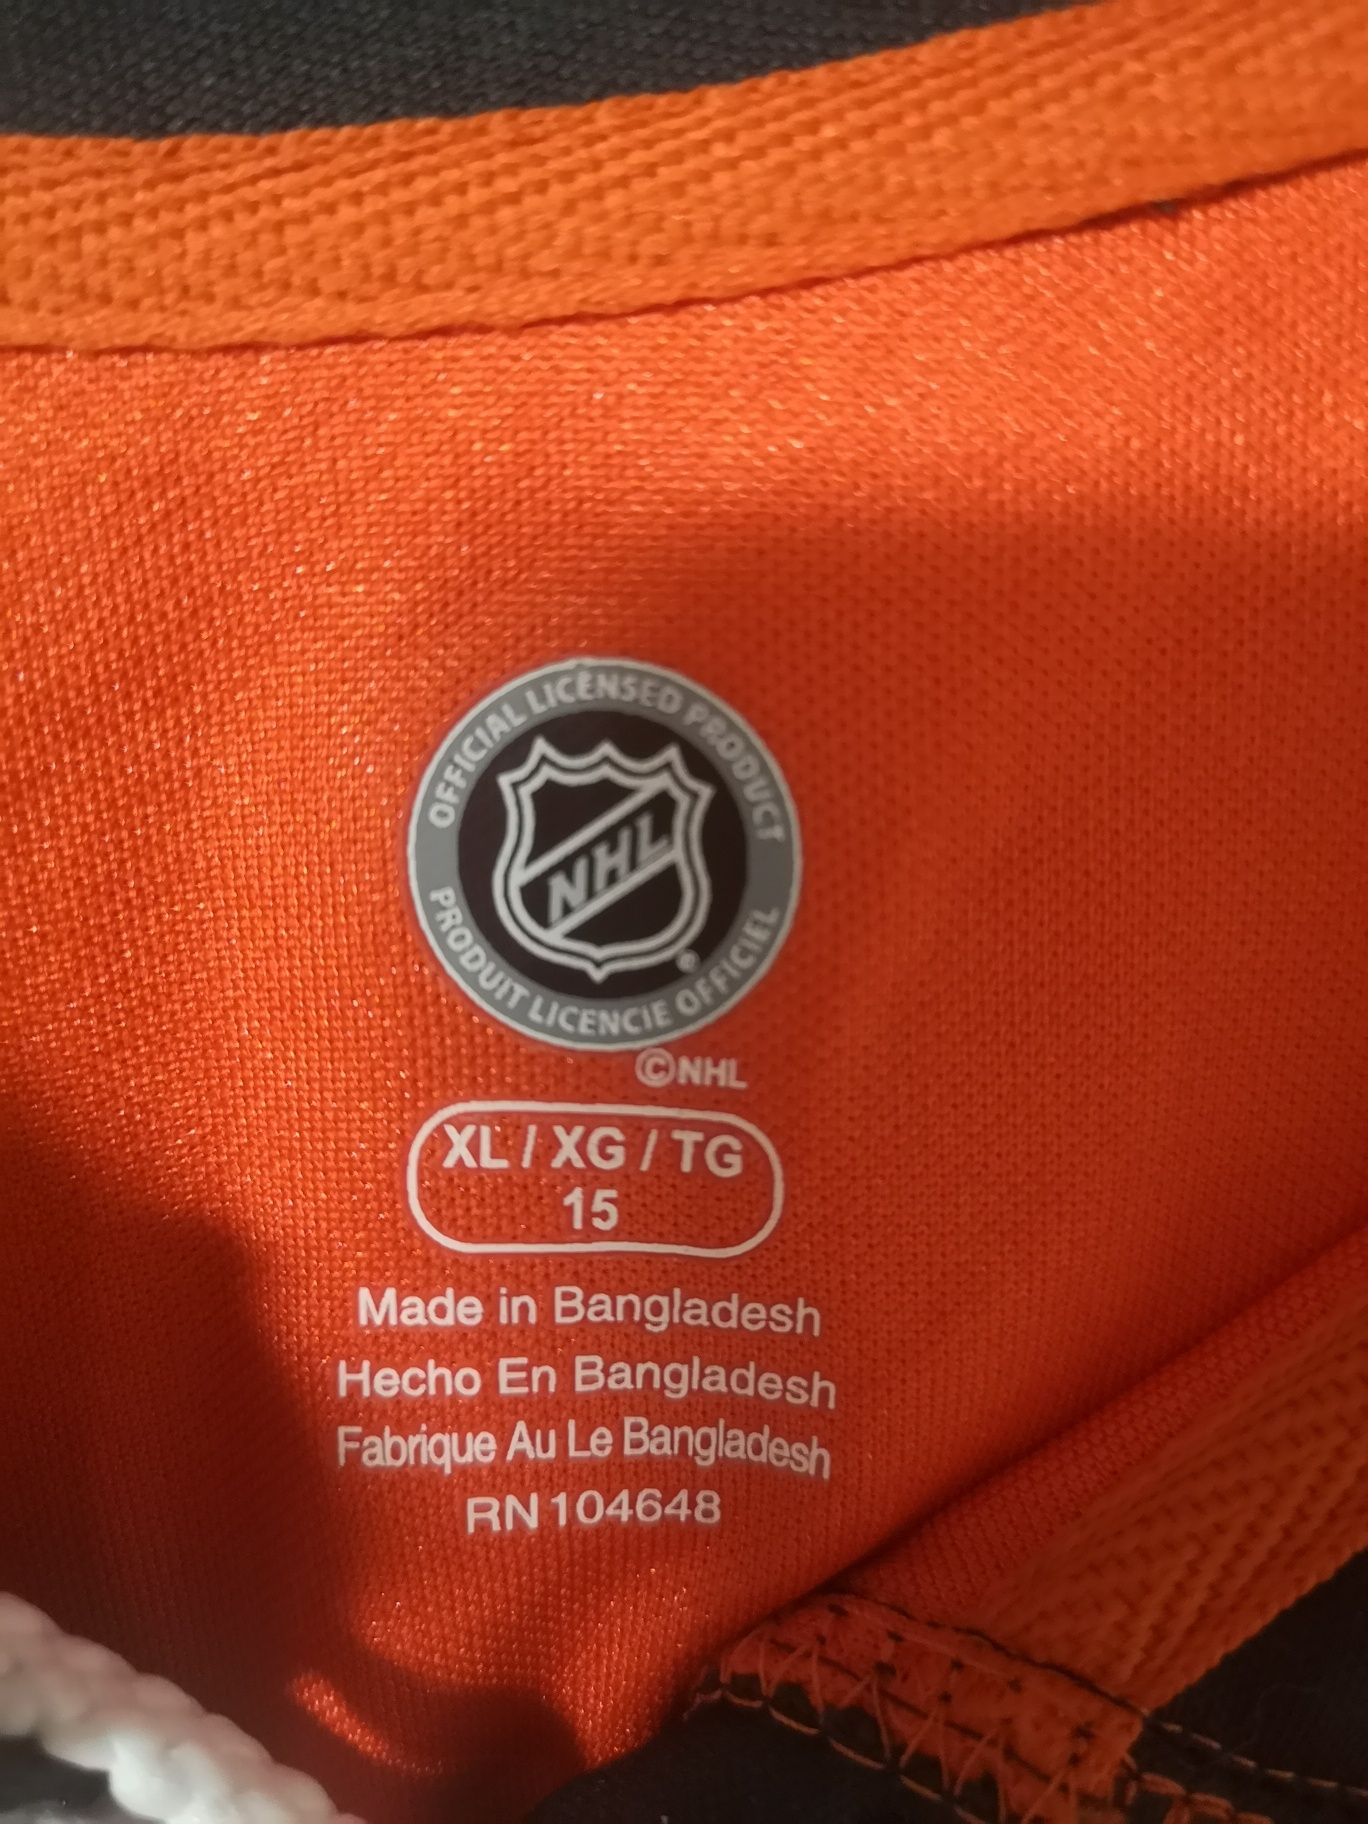 OFFICIAL LICENSED PRODUCT
NHL
®
PRODUIT LICENCIE OFFICIEL
©NHL
XL / XG / TG
15
Made in Bangladesh
Hecho En Bangladesh
Fabrique Au Le Bangladesh
RN 104648